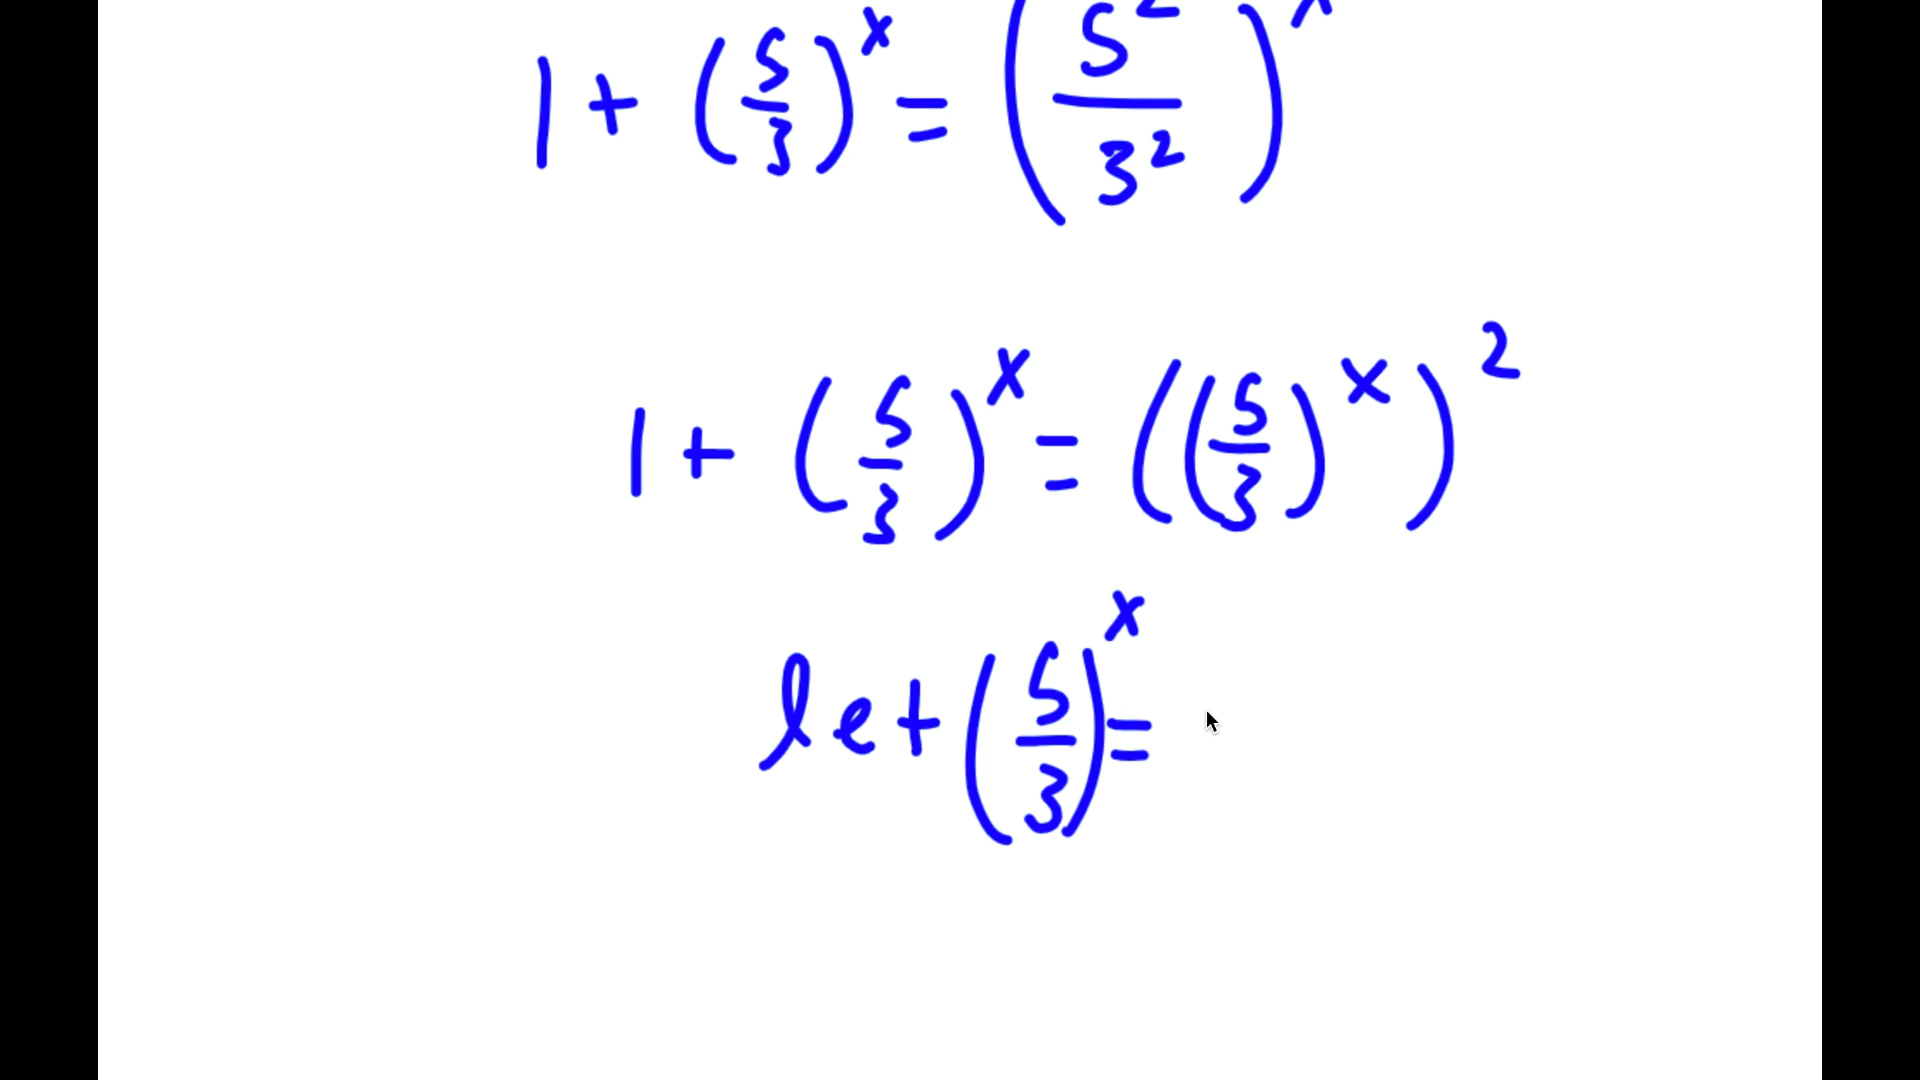 1 + (5/3)^x = (5^2/3^2)^x
1 + (5/3)^x = ((5/3)^x)^2
let (5/3)^x =